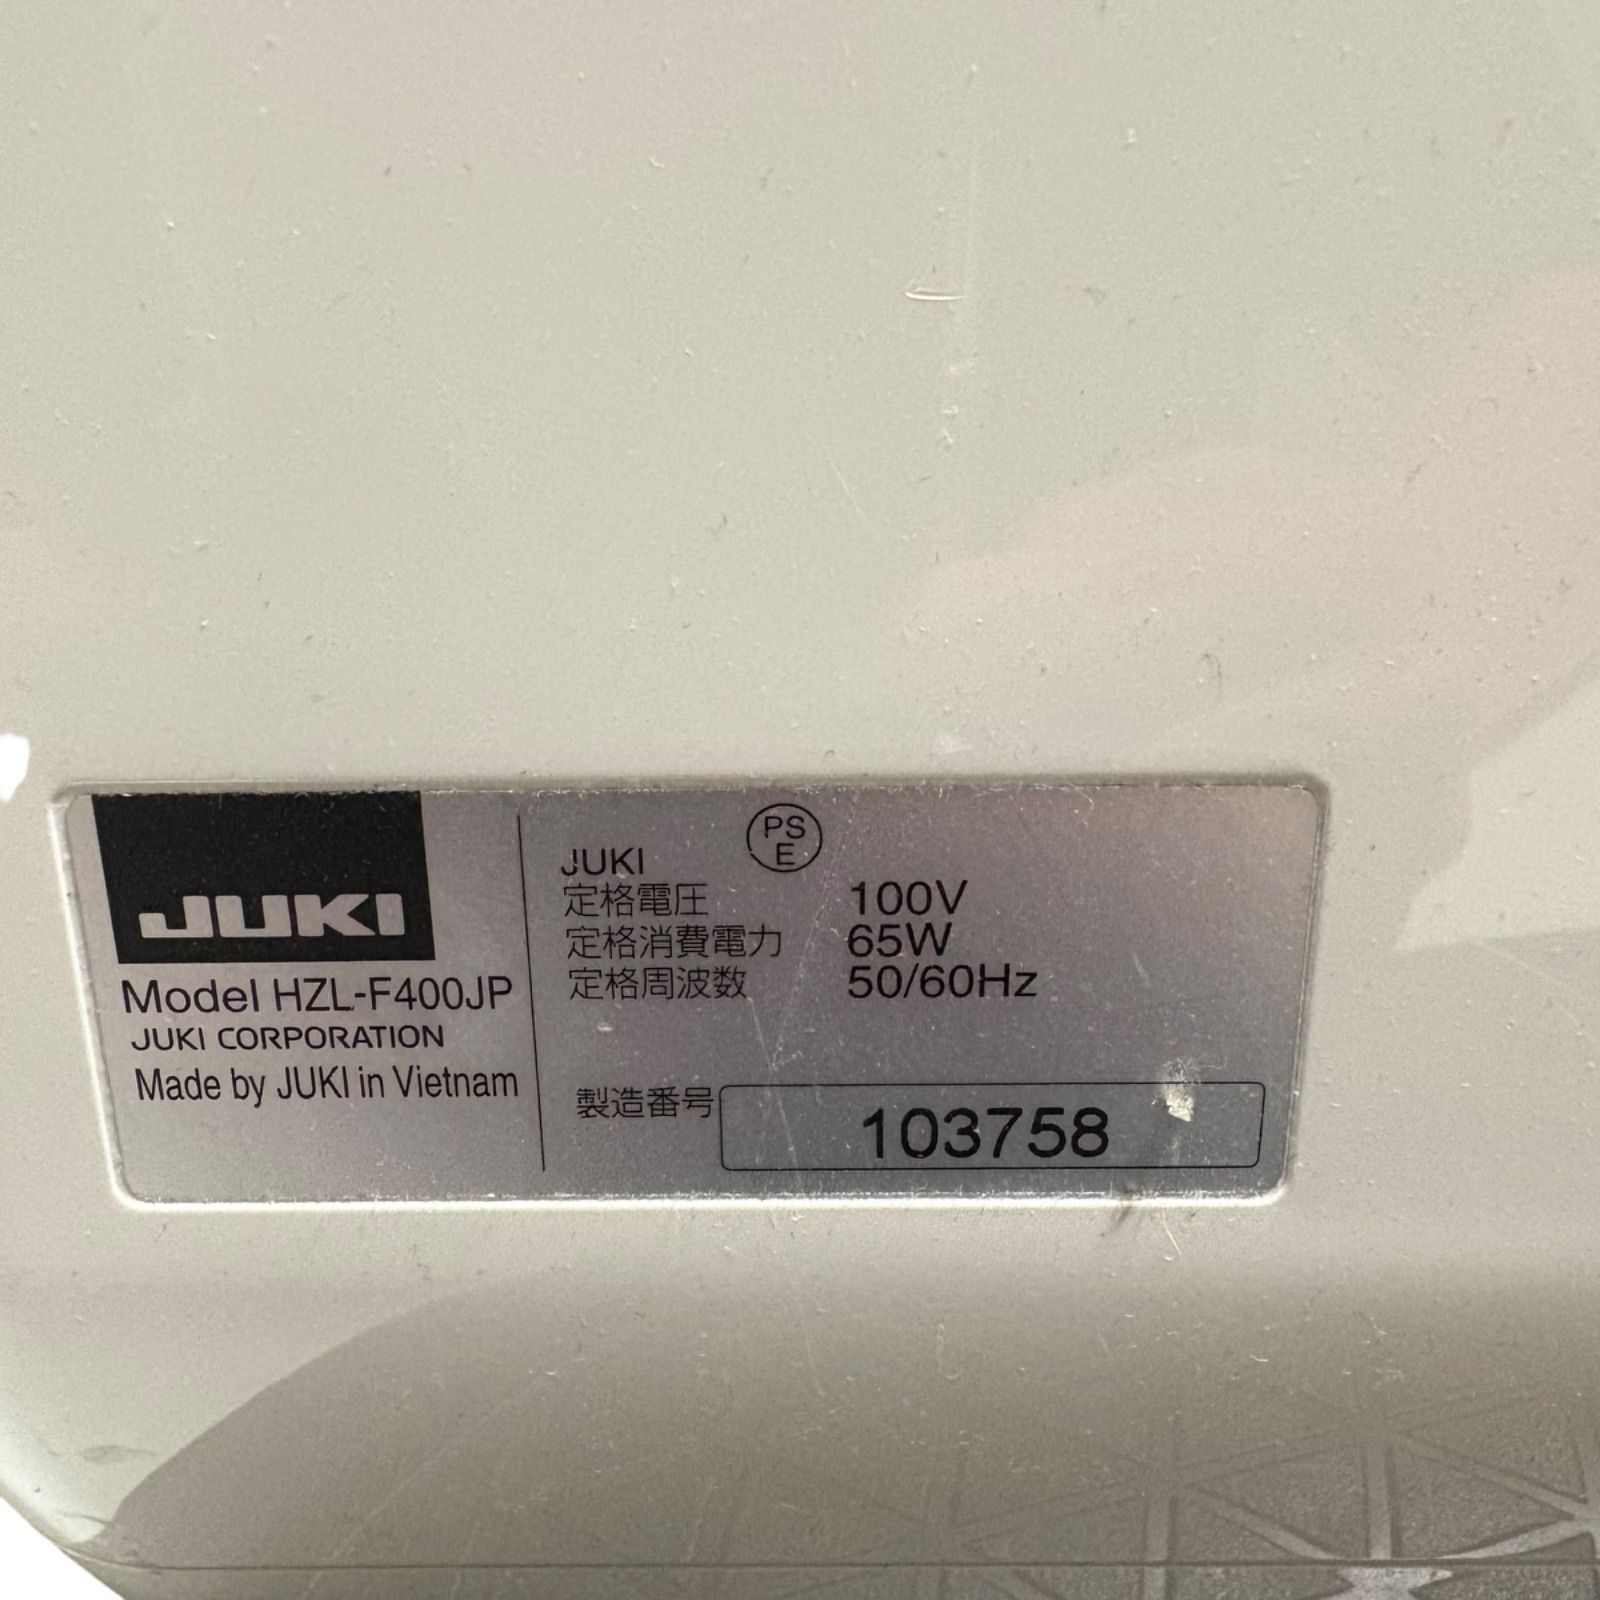 JUKI
Model HZL-F400JP
JUKI CORPORATION
Made by JUKI in Vietnam
PS
E
JUKI
定格電圧 100V
定格消費電力 65W
定格周波数 50/60Hz
製造番号 103758